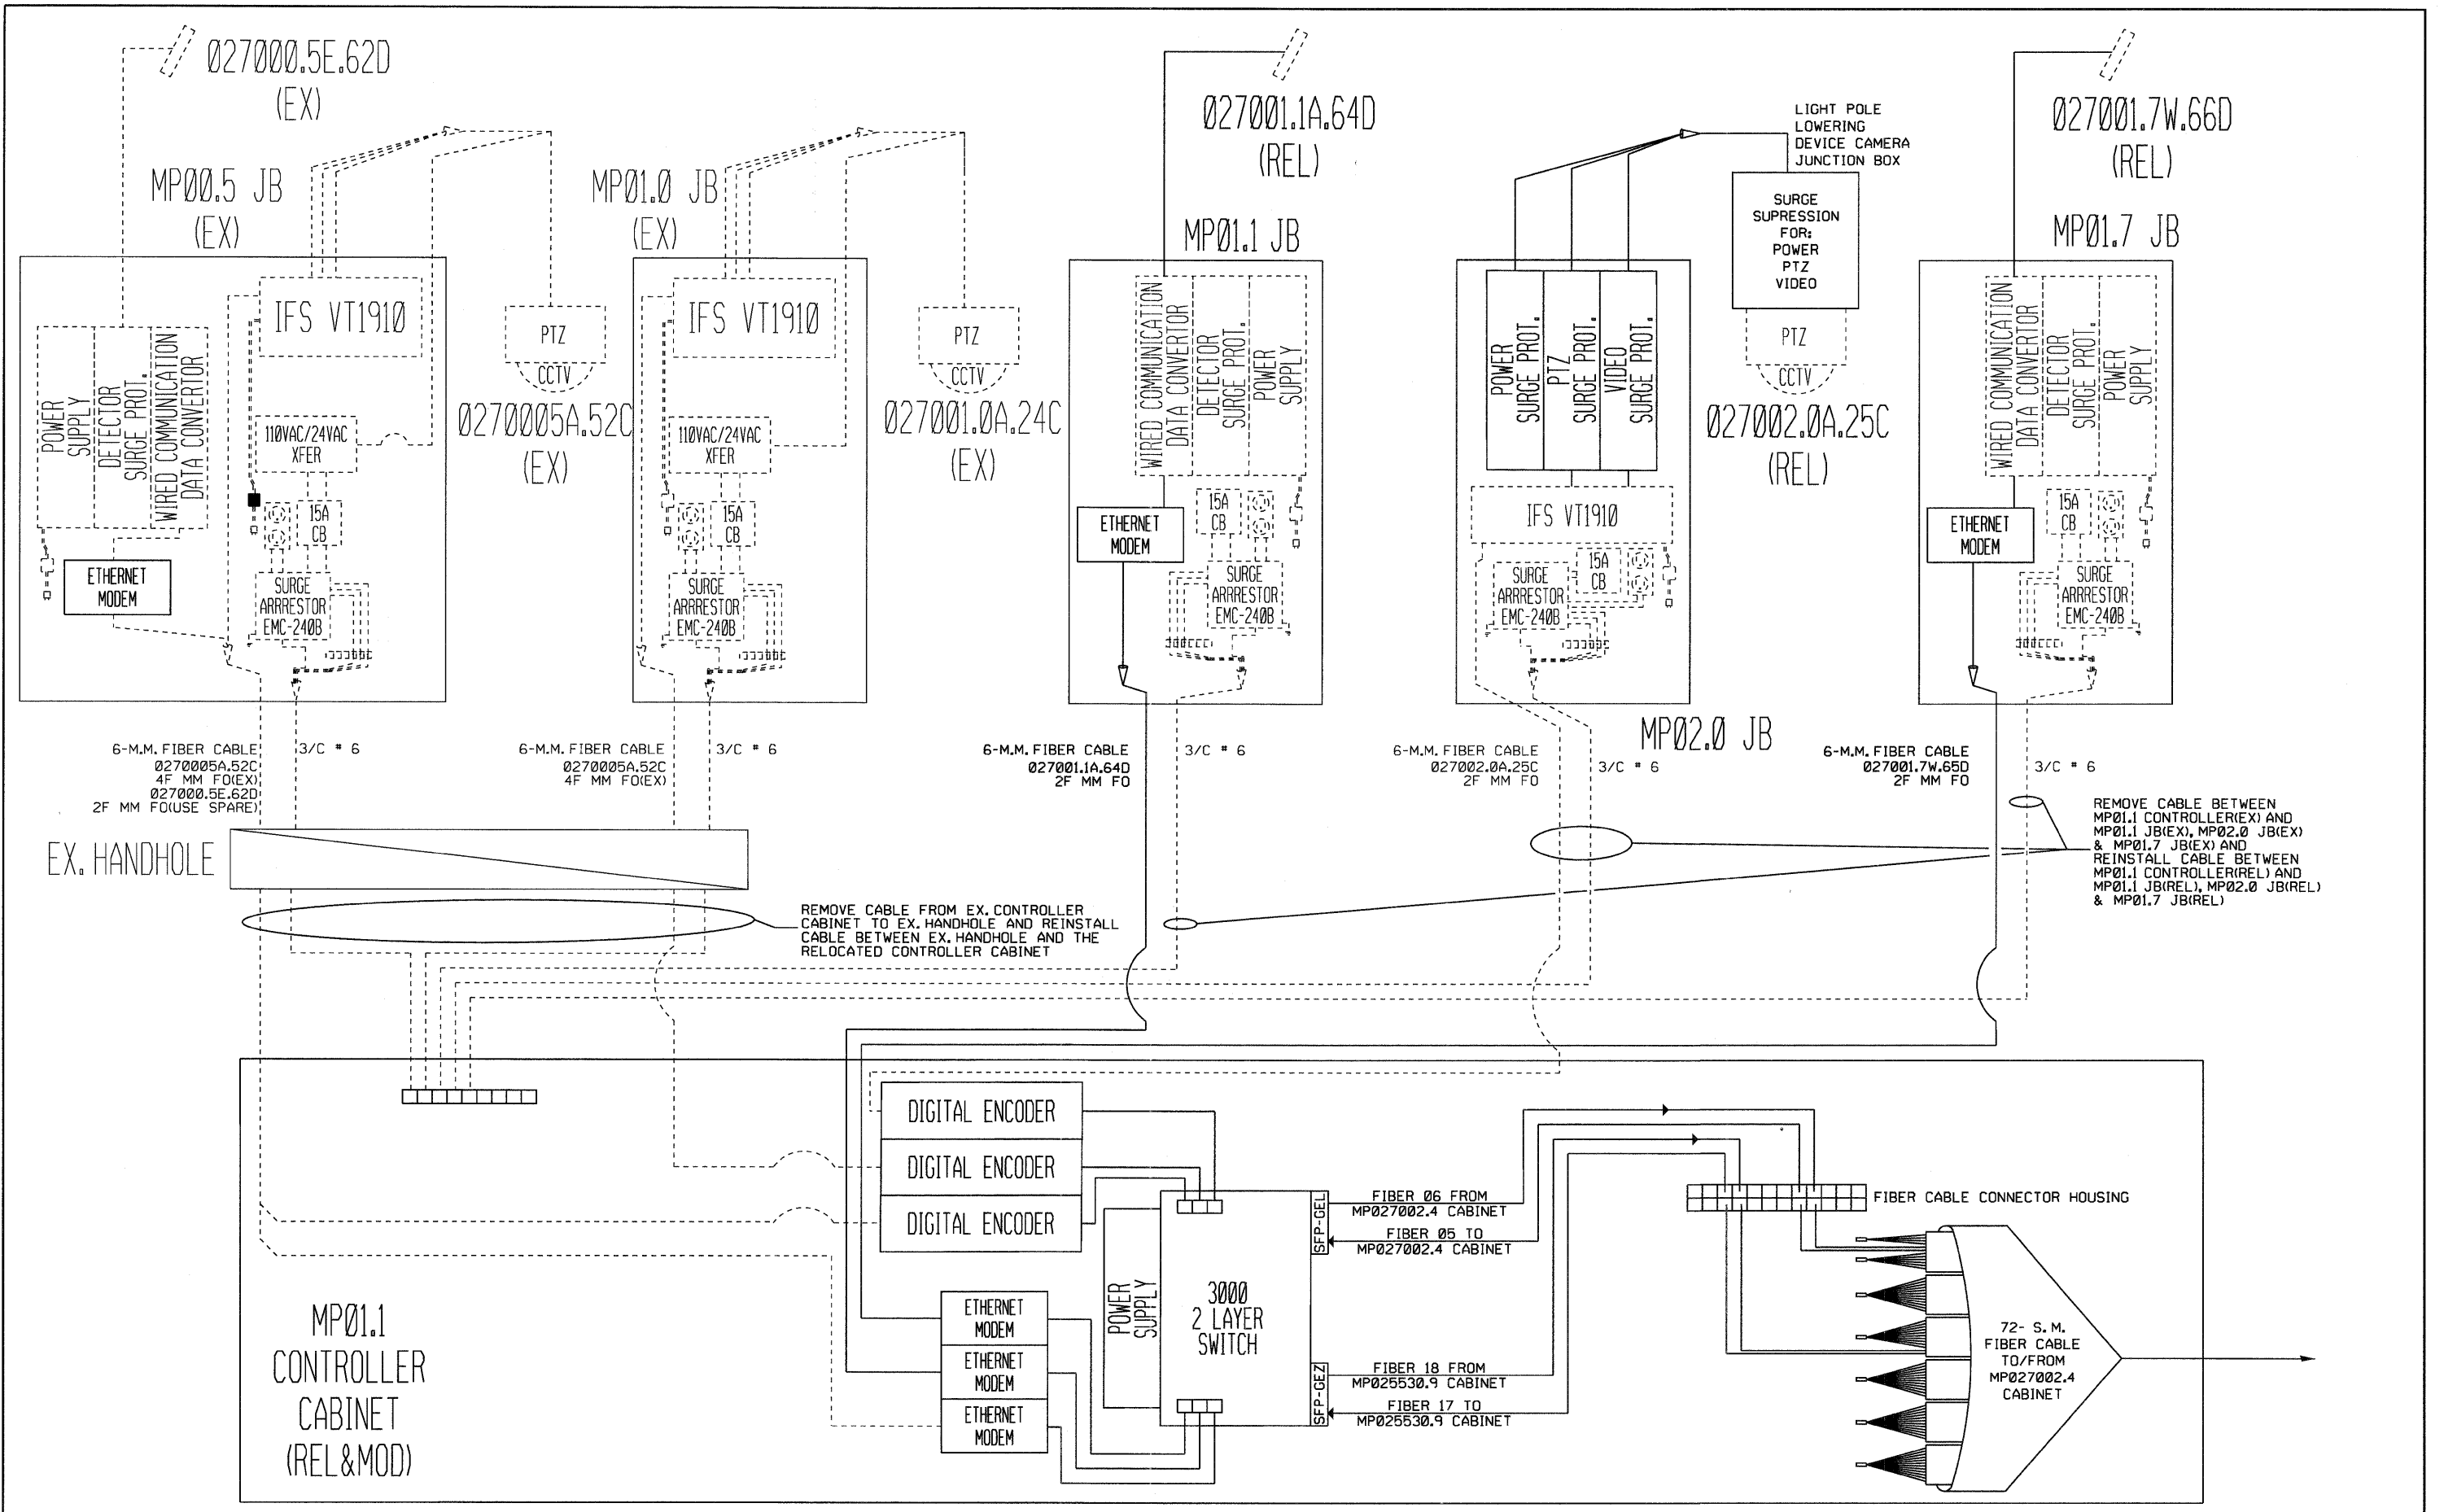 027000.5E.62D
(EX)
MP00.5 JB
(EX)
IFS VT1910
POWER
SUPPLY
DETECTOR
SURGE PROT.
WIRED COMMUNICATION
DATA CONVERTOR
110VAC/24VAC
XFER
15A
CB
ETHERNET
MODEM
SURGE
ARRRESTOR
EMC-240B
PTZ
CCTV
0270005A.52C
(EX)
MP01.0 JB
(EX)
IFS VT1910
110VAC/24VAC
XFER
15A
CB
SURGE
ARRRESTOR
EMC-240B
PTZ
CCTV
027001.0A.24C
(EX)
027001.1A.64D
(REL)
MP01.1 JB
WIRED COMMUNICATION
DATA CONVERTOR
DETECTOR
SURGE PROT.
POWER
SUPPLY
15A
CB
ETHERNET
MODEM
SURGE
ARRRESTOR
EMC-240B
LIGHT POLE
LOWERING
DEVICE CAMERA
JUNCTION BOX
SURGE
SUPRESSION
FOR:
POWER
PTZ
VIDEO
PTZ
CCTV
027002.0A.25C
(REL)
POWER
SURGE PROT.
PTZ
SURGE PROT.
VIDEO
SURGE PROT.
IFS VT1910
15A
CB
SURGE
ARRRESTOR
EMC-240B
MP02.0 JB
027001.7W.66D
(REL)
MP01.7 JB
WIRED COMMUNICATION
DATA CONVERTOR
DETECTOR
SURGE PROT.
POWER
SUPPLY
15A
CB
ETHERNET
MODEM
SURGE
ARRRESTOR
EMC-240B
6-M.M. FIBER CABLE
0270005A.52C
4F MM FO(EX)
027000.5E.62D
2F MM FO(USE SPARE)
3/C # 6
6-M.M. FIBER CABLE
0270005A.52C
4F MM FO(EX)
3/C # 6
6-M.M. FIBER CABLE
027001.1A.64D
2F MM FO
3/C # 6
6-M.M. FIBER CABLE
027002.0A.25C
2F MM FO
3/C # 6
6-M.M. FIBER CABLE
027001.7W.65D
2F MM FO
3/C # 6
REMOVE CABLE BETWEEN
MP01.1 CONTROLLER(EX) AND
MP01.1 JB(EX), MP02.0 JB(EX)
& MP01.7 JB(EX) AND
REINSTALL CABLE BETWEEN
MP01.1 CONTROLLER(REL) AND
MP01.1 JB(REL), MP02.0 JB(REL)
& MP01.7 JB(REL)
EX. HANDHOLE
REMOVE CABLE FROM EX. CONTROLLER
CABINET TO EX. HANDHOLE AND REINSTALL
CABLE BETWEEN EX. HANDHOLE AND THE
RELOCATED CONTROLLER CABINET
DIGITAL ENCODER
DIGITAL ENCODER
DIGITAL ENCODER
ETHERNET
MODEM
ETHERNET
MODEM
ETHERNET
MODEM
POWER
SUPPLY
3000
2 LAYER
SWITCH
SFP-GEL
SFP-GEZ
FIBER 06 FROM
MP027002.4 CABINET
FIBER 05 TO
MP027002.4 CABINET
FIBER 18 FROM
MP025530.9 CABINET
FIBER 17 TO
MP025530.9 CABINET
FIBER CABLE CONNECTOR HOUSING
72- S.M.
FIBER CABLE
TO/FROM
MP027002.4
CABINET
MP01.1
CONTROLLER
CABINET
(REL&MOD)